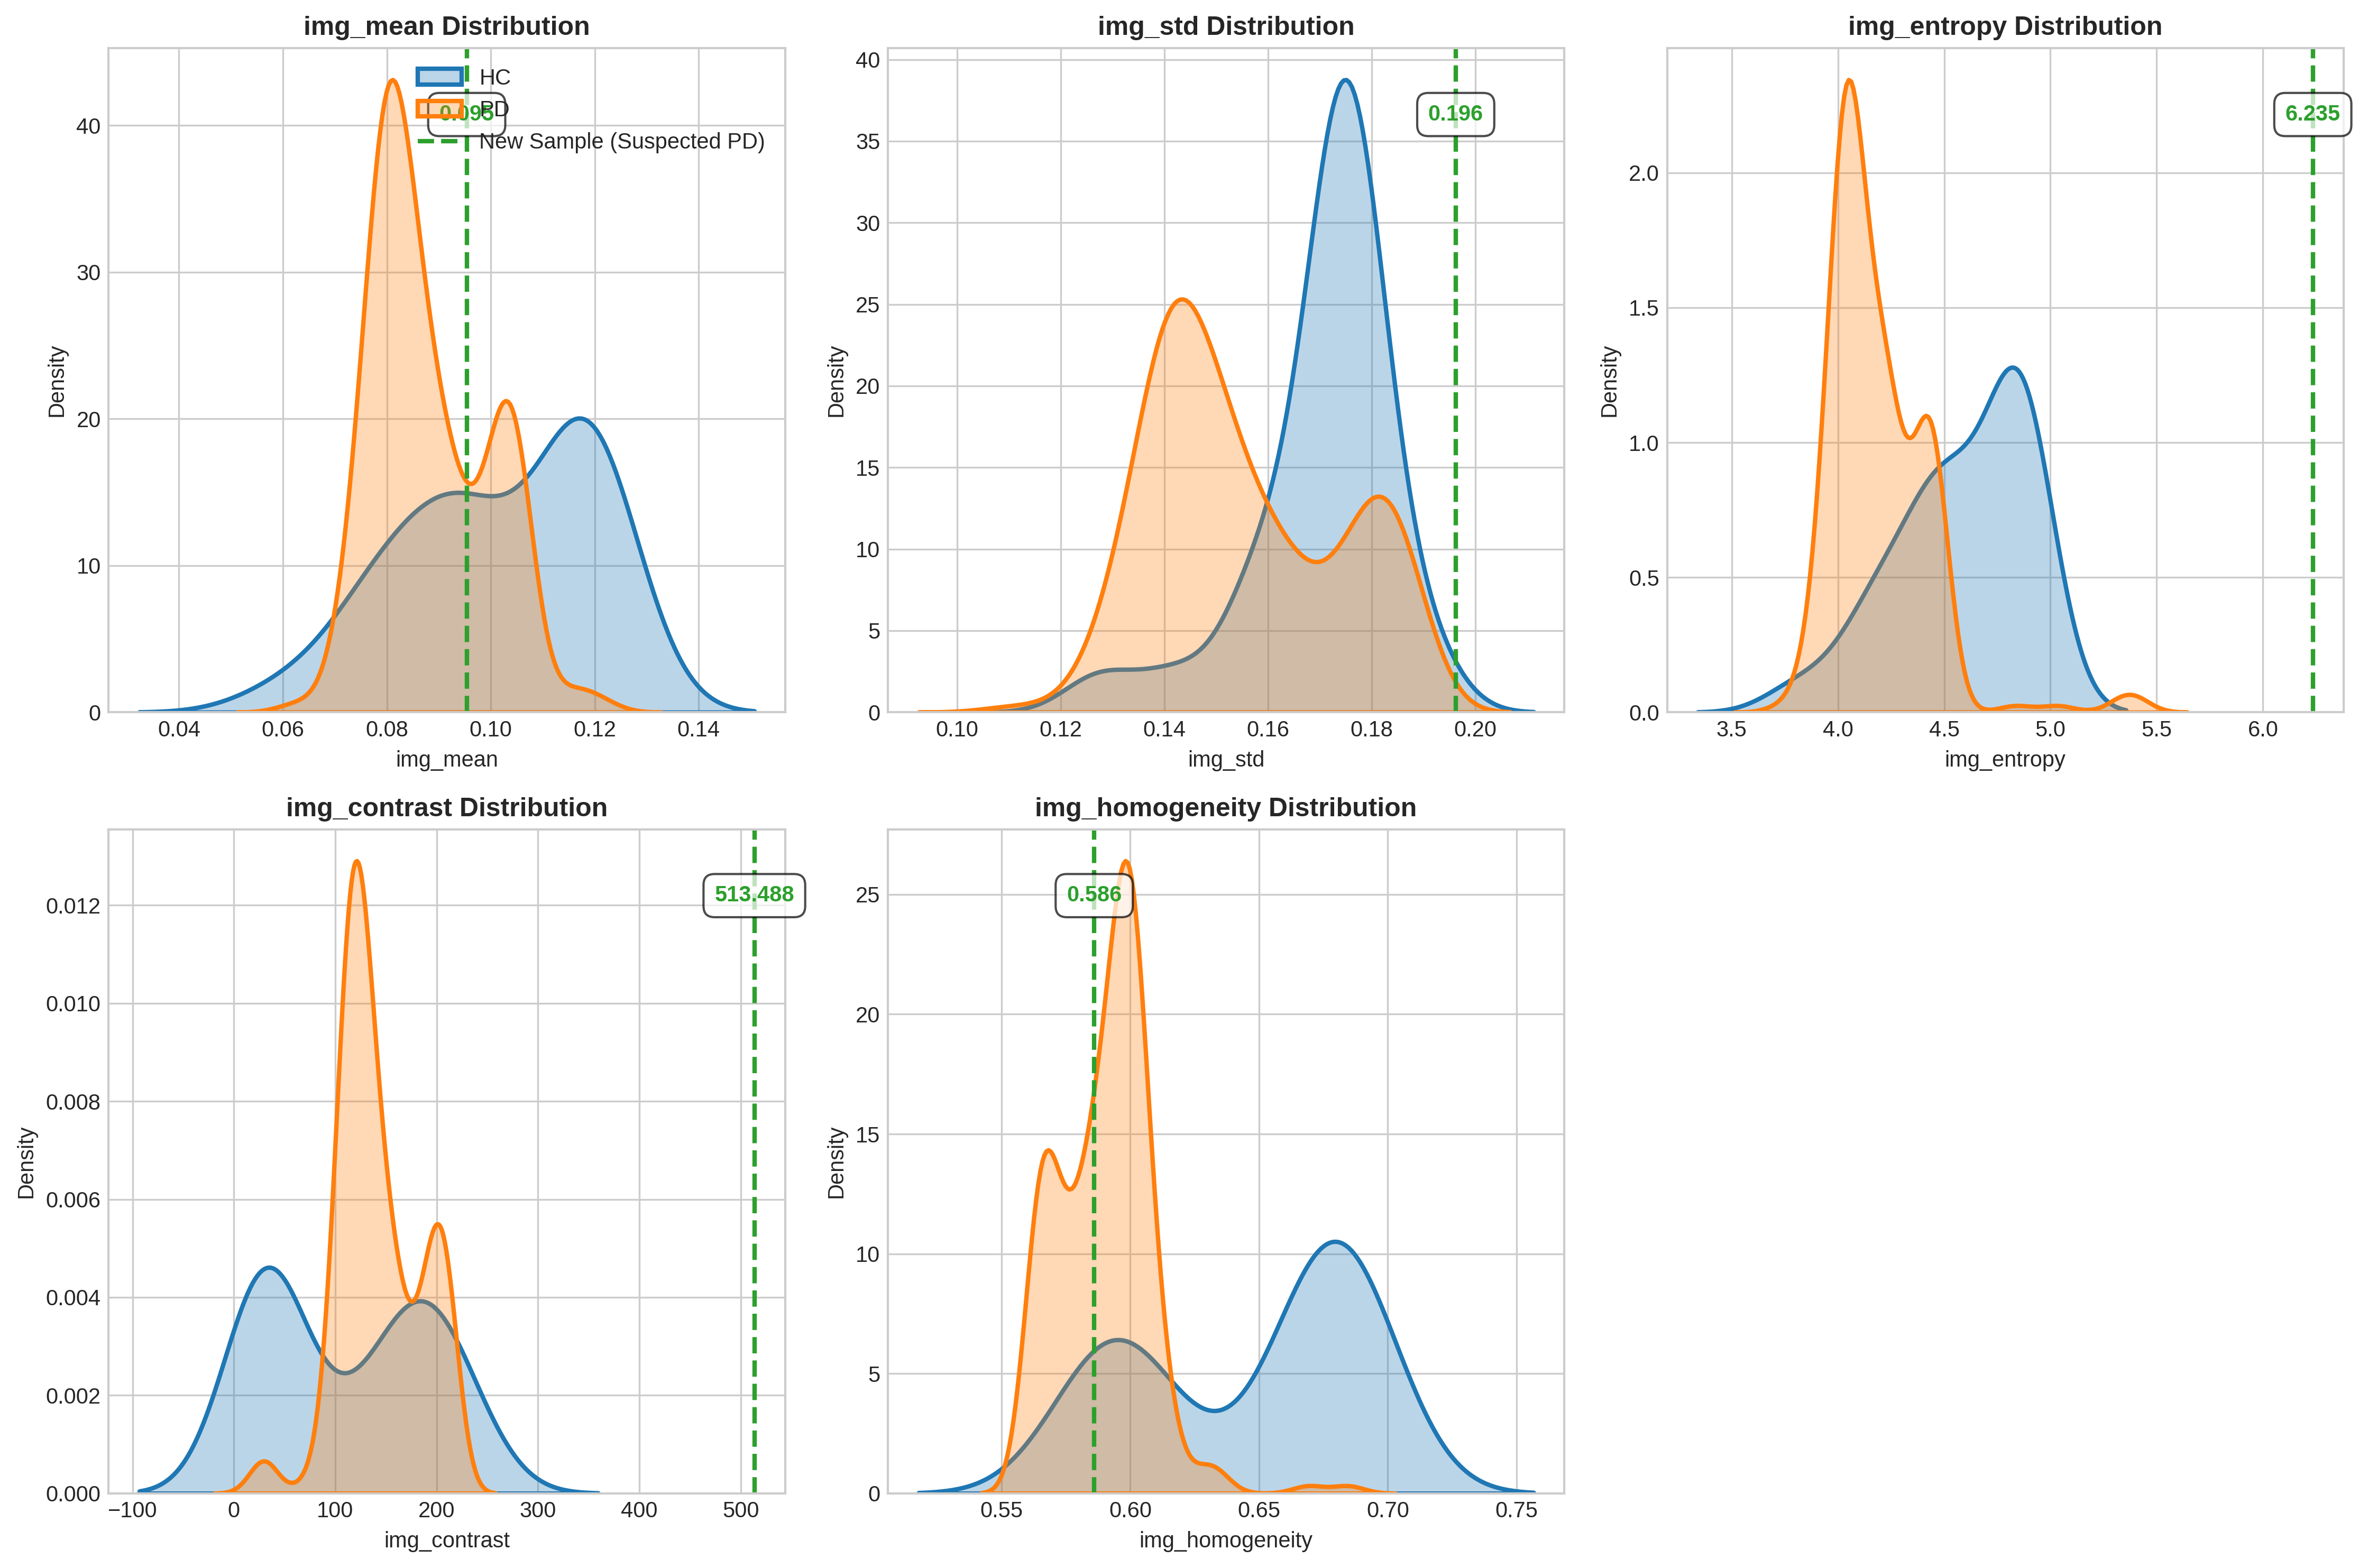 img_mean Distribution
HC
PD
New Sample (Suspected PD)
0.095
Density
0
10
20
30
40
0.04 0.06 0.08 0.10 0.12 0.14
img_mean
img_std Distribution
0.196
Density
0
5
10
15
20
25
30
35
40
0.10 0.12 0.14 0.16 0.18 0.20
img_std
img_entropy Distribution
6.235
Density
0.0
0.5
1.0
1.5
2.0
3.5 4.0 4.5 5.0 5.5 6.0
img_entropy
img_contrast Distribution
513.488
Density
0.000
0.002
0.004
0.006
0.008
0.010
0.012
−100 0 100 200 300 400 500
img_contrast
img_homogeneity Distribution
0.586
Density
0
5
10
15
20
25
0.55 0.60 0.65 0.70 0.75
img_homogeneity